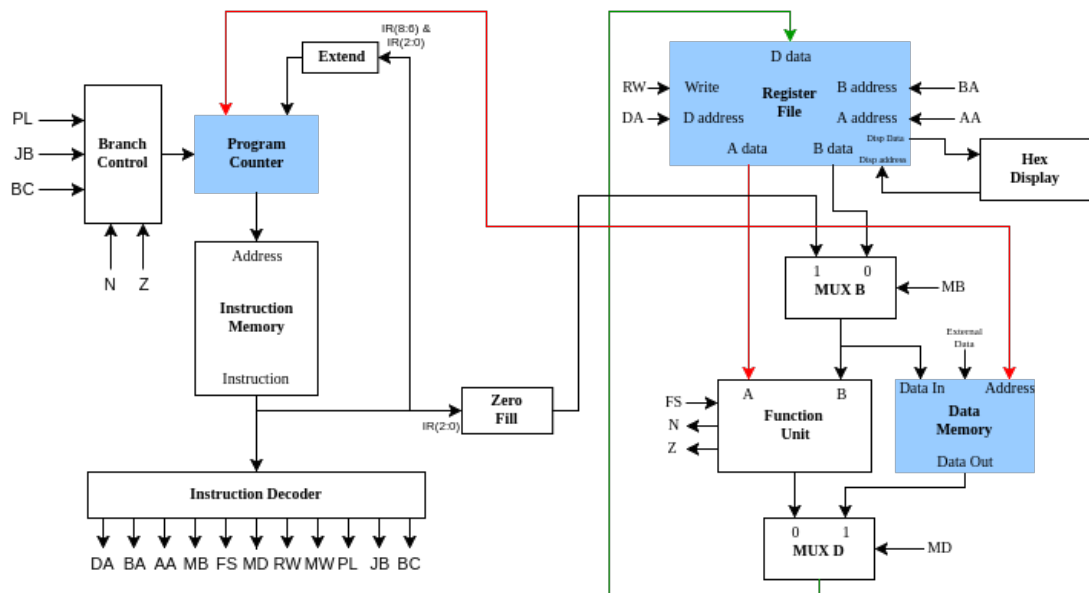 IR(8:6) &
IR(2:0)
Extend
PL
JB
BC
Branch
Control
N
Z
Program
Counter
Address
Instruction
Memory
Instruction
IR(2:0)
Zero
Fill
Instruction Decoder
DA BA AA MB FS MD RW MW PL JB BC
D data
RW
Write
Register
File
B address
BA
DA
D address
A address
AA
Disp Data
A data
B data
Disp address
Hex
Display
1 0
MUX B
MB
External
Data
A B
Function
Unit
FS
N
Z
Data In
Address
Data
Memory
Data Out
0 1
MUX D
MD